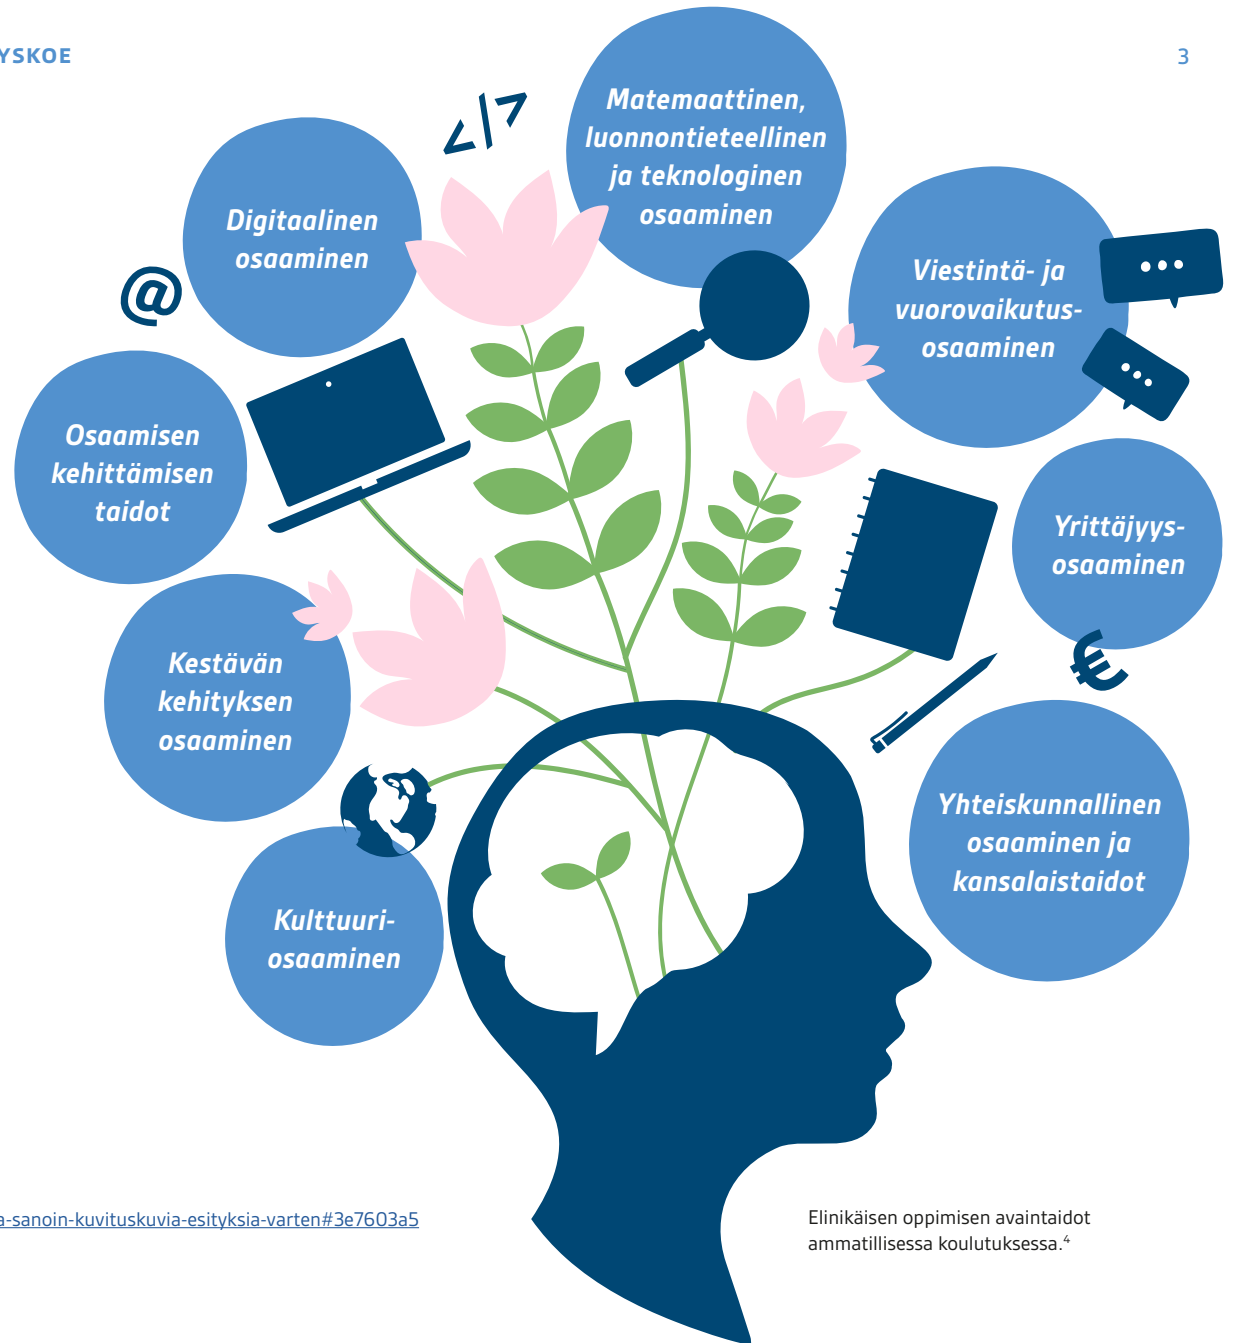 YSKOE
3
Matemaattinen,
luonnontieteellinen
ja teknologinen
osaaminen
</>
Digitaalinen
osaaminen
@
Viestintä- ja
vuorovaikutus-
osaaminen
Osaamisen
kehittämisen
taidot
Yrittäjyys-
osaaminen
€
Kestävän
kehityksen
osaaminen
Yhteiskunnallinen
osaaminen ja
kansalaistaidot
Kulttuuri-
osaaminen
a-sanoin-kuvituskuvia-esityksia-varten#3e7603a5
Elinikäisen oppimisen avaintaidot
ammatillisessa koulutuksessa.⁴